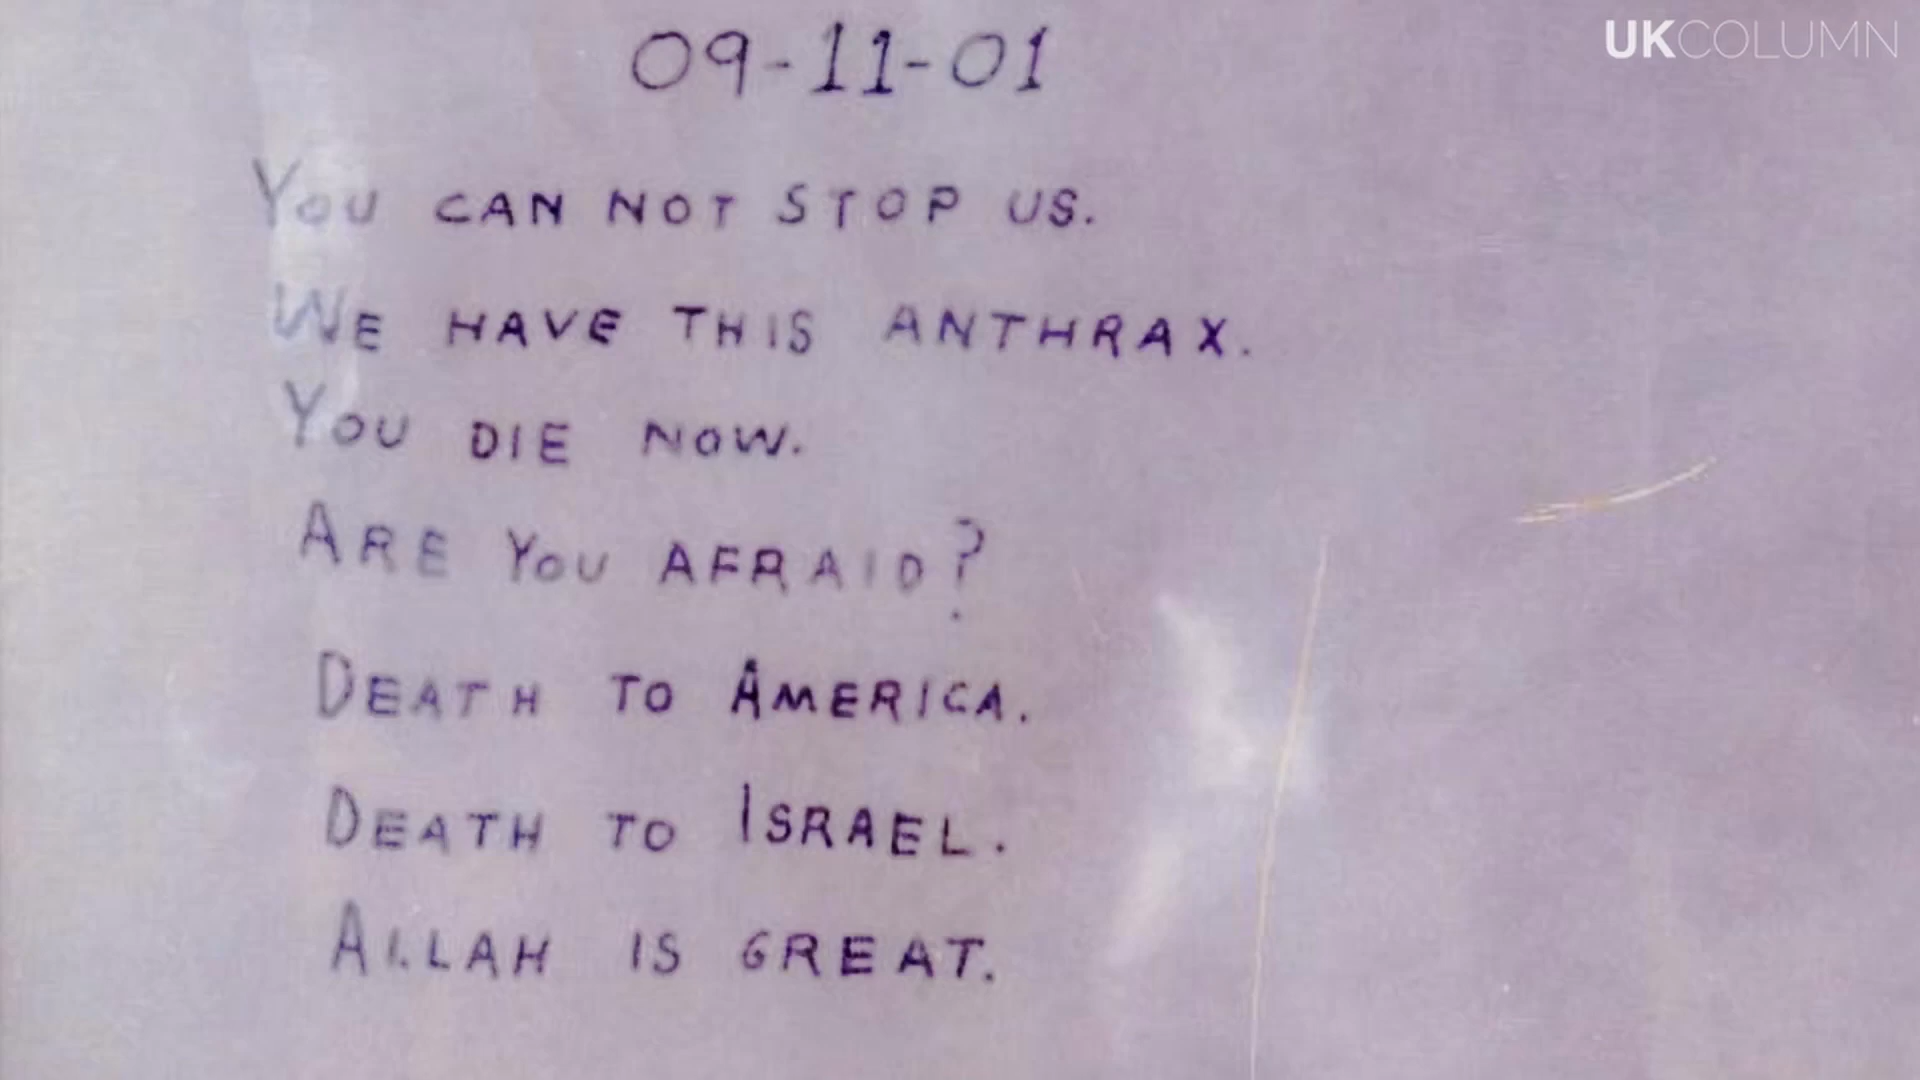 UKCOLUMN
09-11-01
YOU CAN NOT STOP US.
WE HAVE THIS ANTHRAX.
YOU DIE NOW.
ARE YOU AFRAID?
DEATH TO AMERICA.
DEATH TO ISRAEL.
ALLAH IS GREAT.